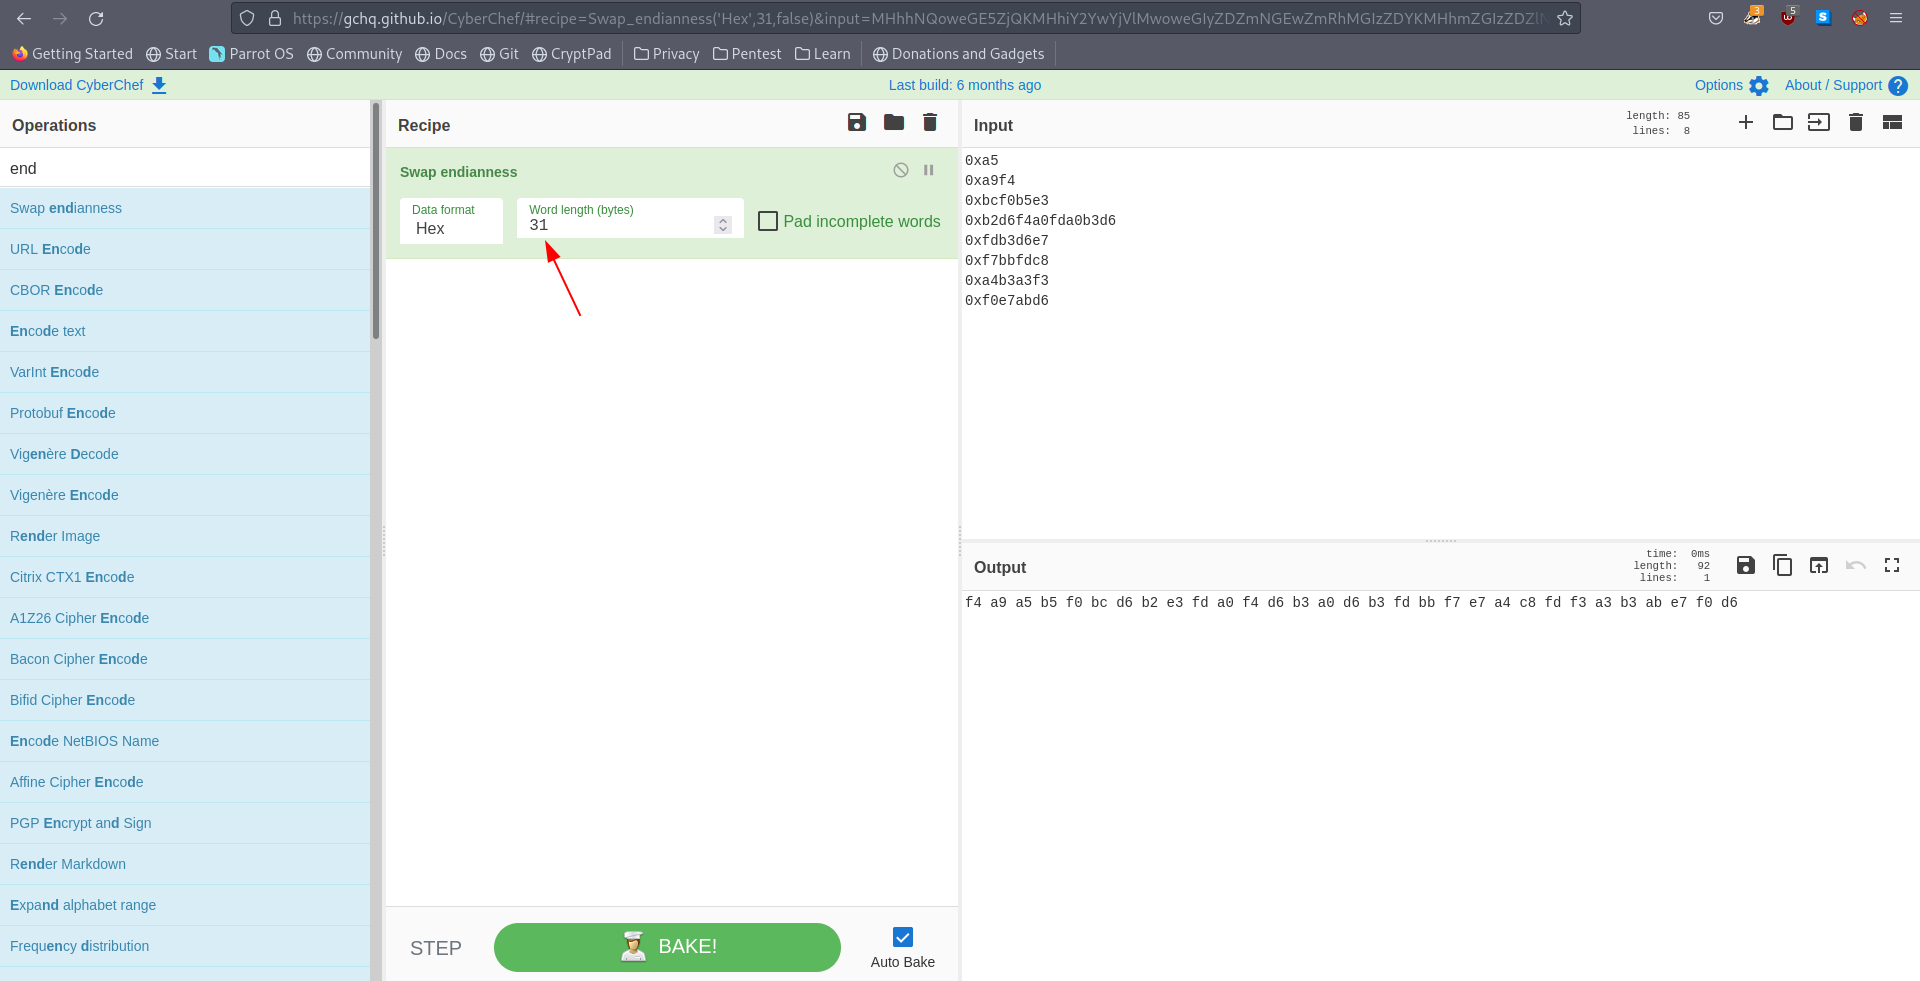 https://gchq.github.io/CyberChef/#recipe=Swap_endianness('Hex',31,false)&input=MHhhNQoweGE5ZjQKMHhiY2YwYjVlMwoweGIyZDZmNGEwZmRhMGIzZDYKMHhmZGIzZDZlN
3
5
S
Getting Started
Start
Parrot OS
Community
Docs
Git
CryptPad
Privacy
Pentest
Learn
Donations and Gadgets
Download CyberChef
Last build: 6 months ago
Options
About / Support
Operations
end
Swap endianness
URL Encode
CBOR Encode
Encode text
VarInt Encode
Protobuf Encode
Vigenère Decode
Vigenère Encode
Render Image
Citrix CTX1 Encode
A1Z26 Cipher Encode
Bacon Cipher Encode
Bifid Cipher Encode
Encode NetBIOS Name
Affine Cipher Encode
PGP Encrypt and Sign
Render Markdown
Expand alphabet range
Frequency distribution
Recipe
Swap endianness
Data format
Hex
Word length (bytes)
31
Pad incomplete words
STEP
BAKE!
Auto Bake
Input
length: 85
lines: 8
0xa5
0xa9f4
0xbcf0b5e3
0xb2d6f4a0fda0b3d6
0xfdb3d6e7
0xf7bbfdc8
0xa4b3a3f3
0xf0e7abd6
Output
time: 0ms
length: 92
lines: 1
f4 a9 a5 b5 f0 bc d6 b2 e3 fd a0 f4 d6 b3 a0 d6 b3 fd bb f7 e7 a4 c8 fd f3 a3 b3 ab e7 f0 d6